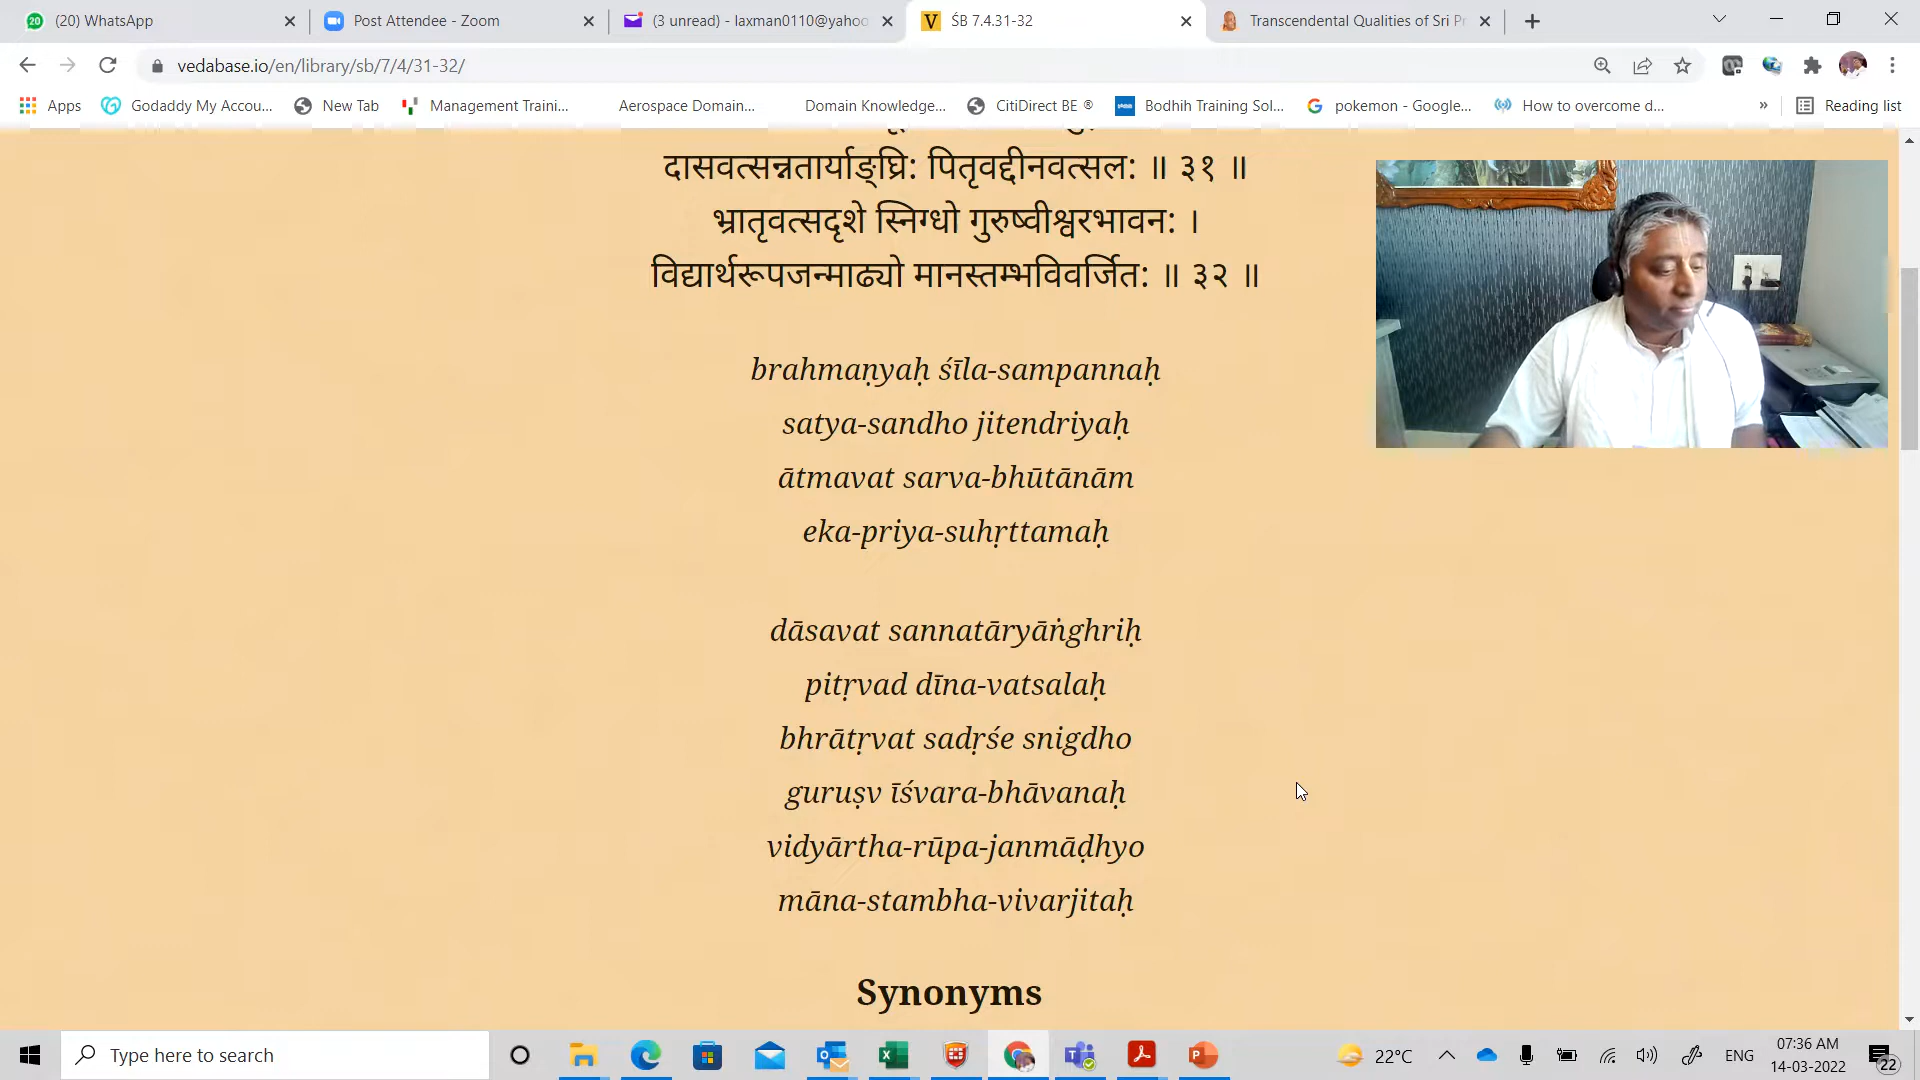 (20) WhatsApp
Post Attendee - Zoom
(3 unread) - laxman0110@yahoo
ŚB 7.4.31-32
Transcendental Qualities of Sri Pr
vedabase.io/en/library/sb/7/4/31-32/
Apps
Godaddy My Accou...
New Tab
Management Traini...
Aerospace Domain...
Domain Knowledge...
CitiDirect BE ®
Bodhih Training Sol...
pokemon - Google...
How to overcome d...
»
Reading list
दासवत्सन्नतार्याङ्‌घ्रि: पितृवद्दीनवत्सल: ॥ ३१ ॥
भ्रातृवत्सद‍ृशे स्निग्धो गुरुष्वीश्वरभावन: ।
विद्यार्थरूपजन्माढ्यो मानस्तम्भविवर्जित: ॥ ३२ ॥
brahmaṇyaḥ śīla-sampannaḥ
satya-sandho jitendriyaḥ
ātmavat sarva-bhūtānām
eka-priya-suhṛttamaḥ
dāsavat sannatāryāṅghriḥ
pitṛvad dīna-vatsalaḥ
bhrātṛvat sadṛśe snigdho
guruṣv īśvara-bhāvanaḥ
vidyārtha-rūpa-janmāḍhyo
māna-stambha-vivarjitaḥ
Synonyms
Type here to search
22°C
ENG
07:36 AM
14-03-2022
22